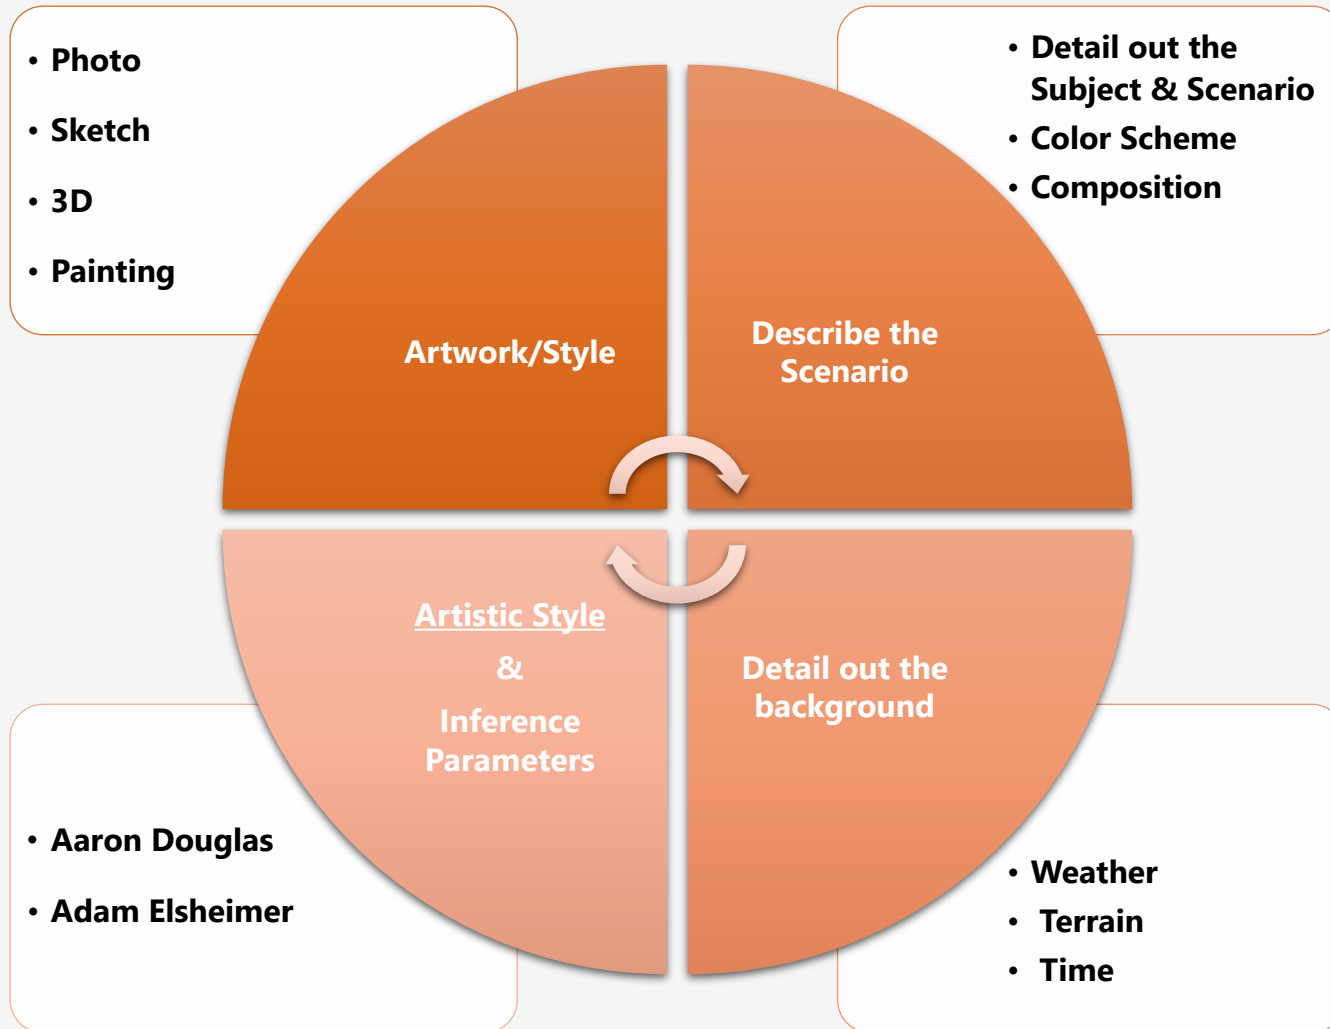 • Photo
• Sketch
• 3D
• Painting
• Detail out the
Subject & Scenario
• Color Scheme
• Composition
Artwork/Style
Describe the
Scenario
Artistic Style
&
Inference
Parameters
Detail out the
background
• Aaron Douglas
• Adam Elsheimer
• Weather
• Terrain
• Time